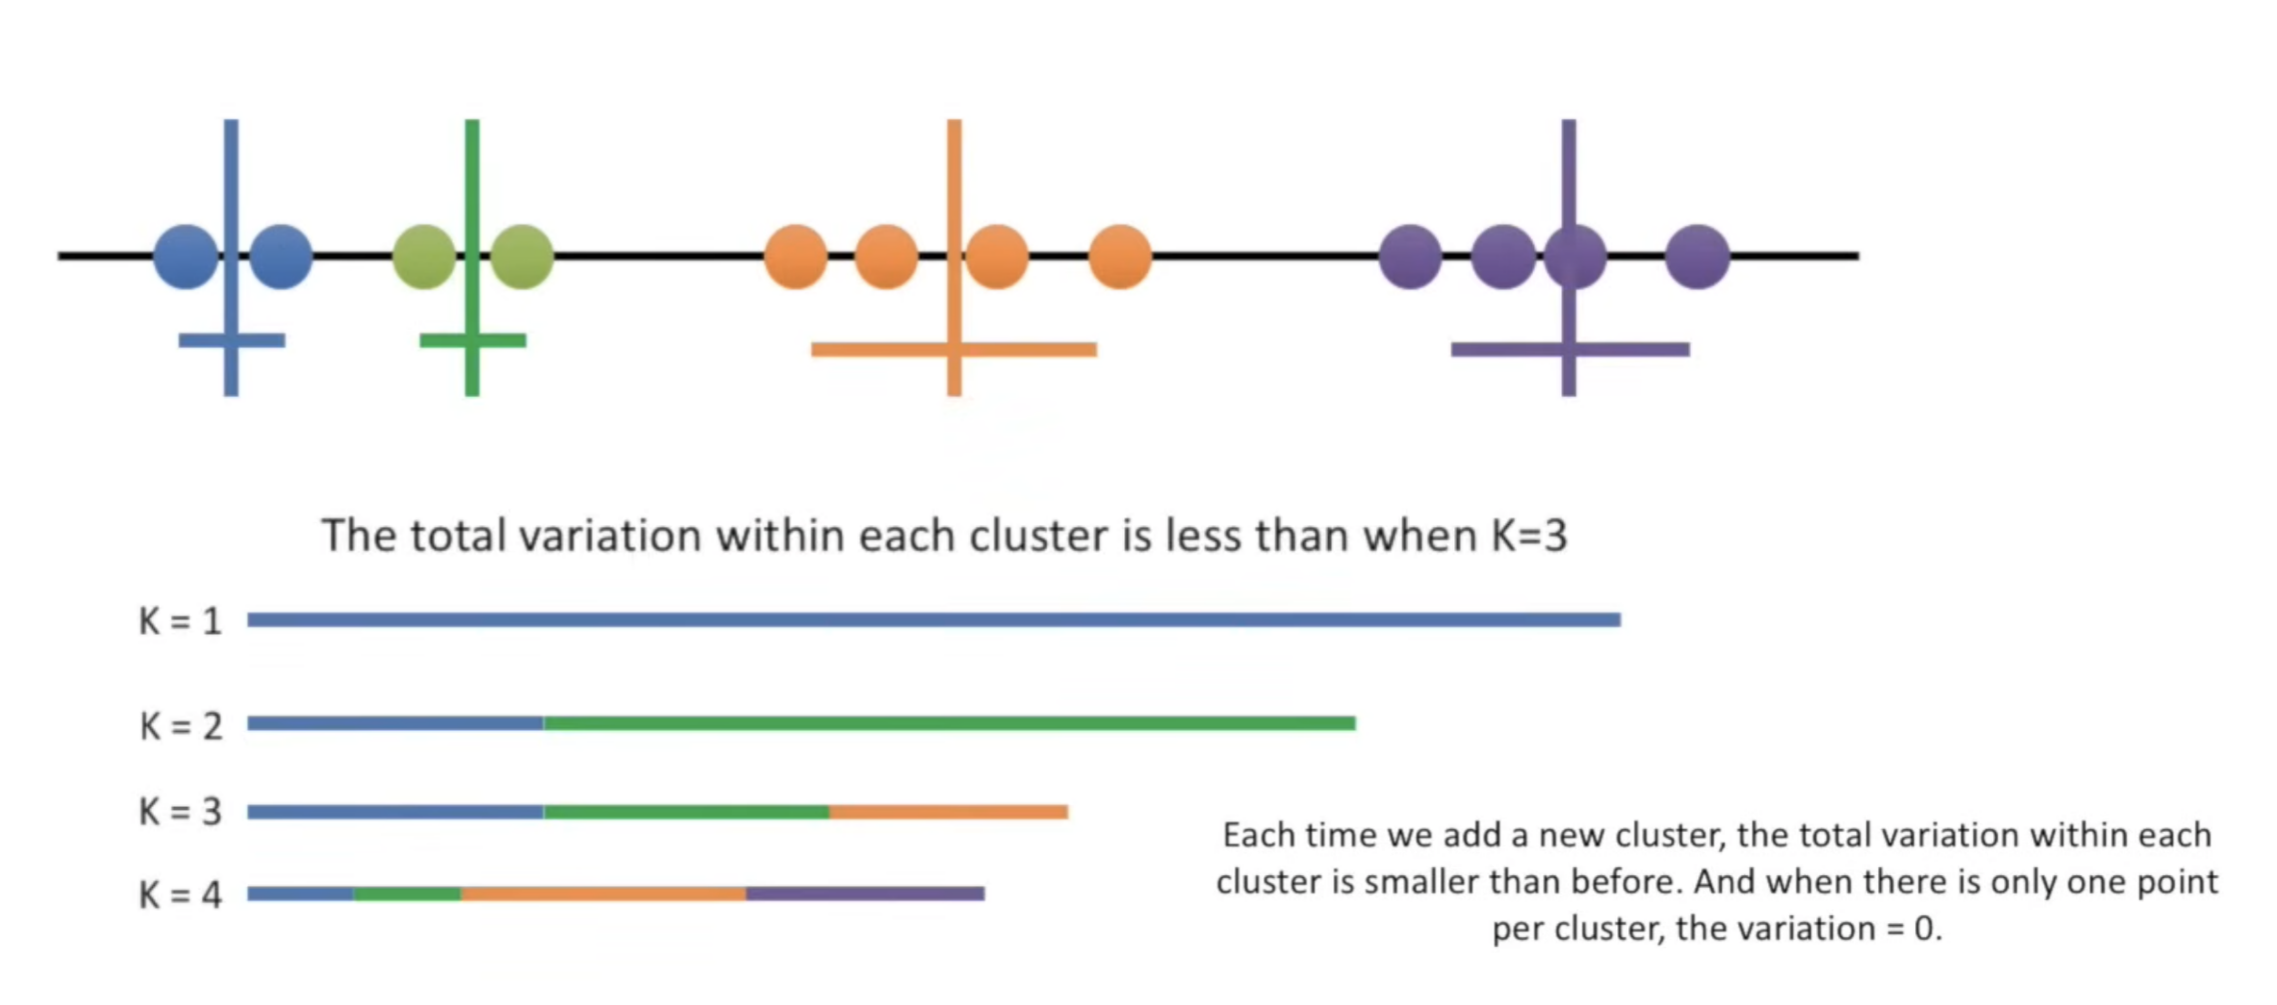 The total variation within each cluster is less than when K=3
K = 1
K = 2
K = 3
K = 4
Each time we add a new cluster, the total variation within each
cluster is smaller than before. And when there is only one point
per cluster, the variation = 0.